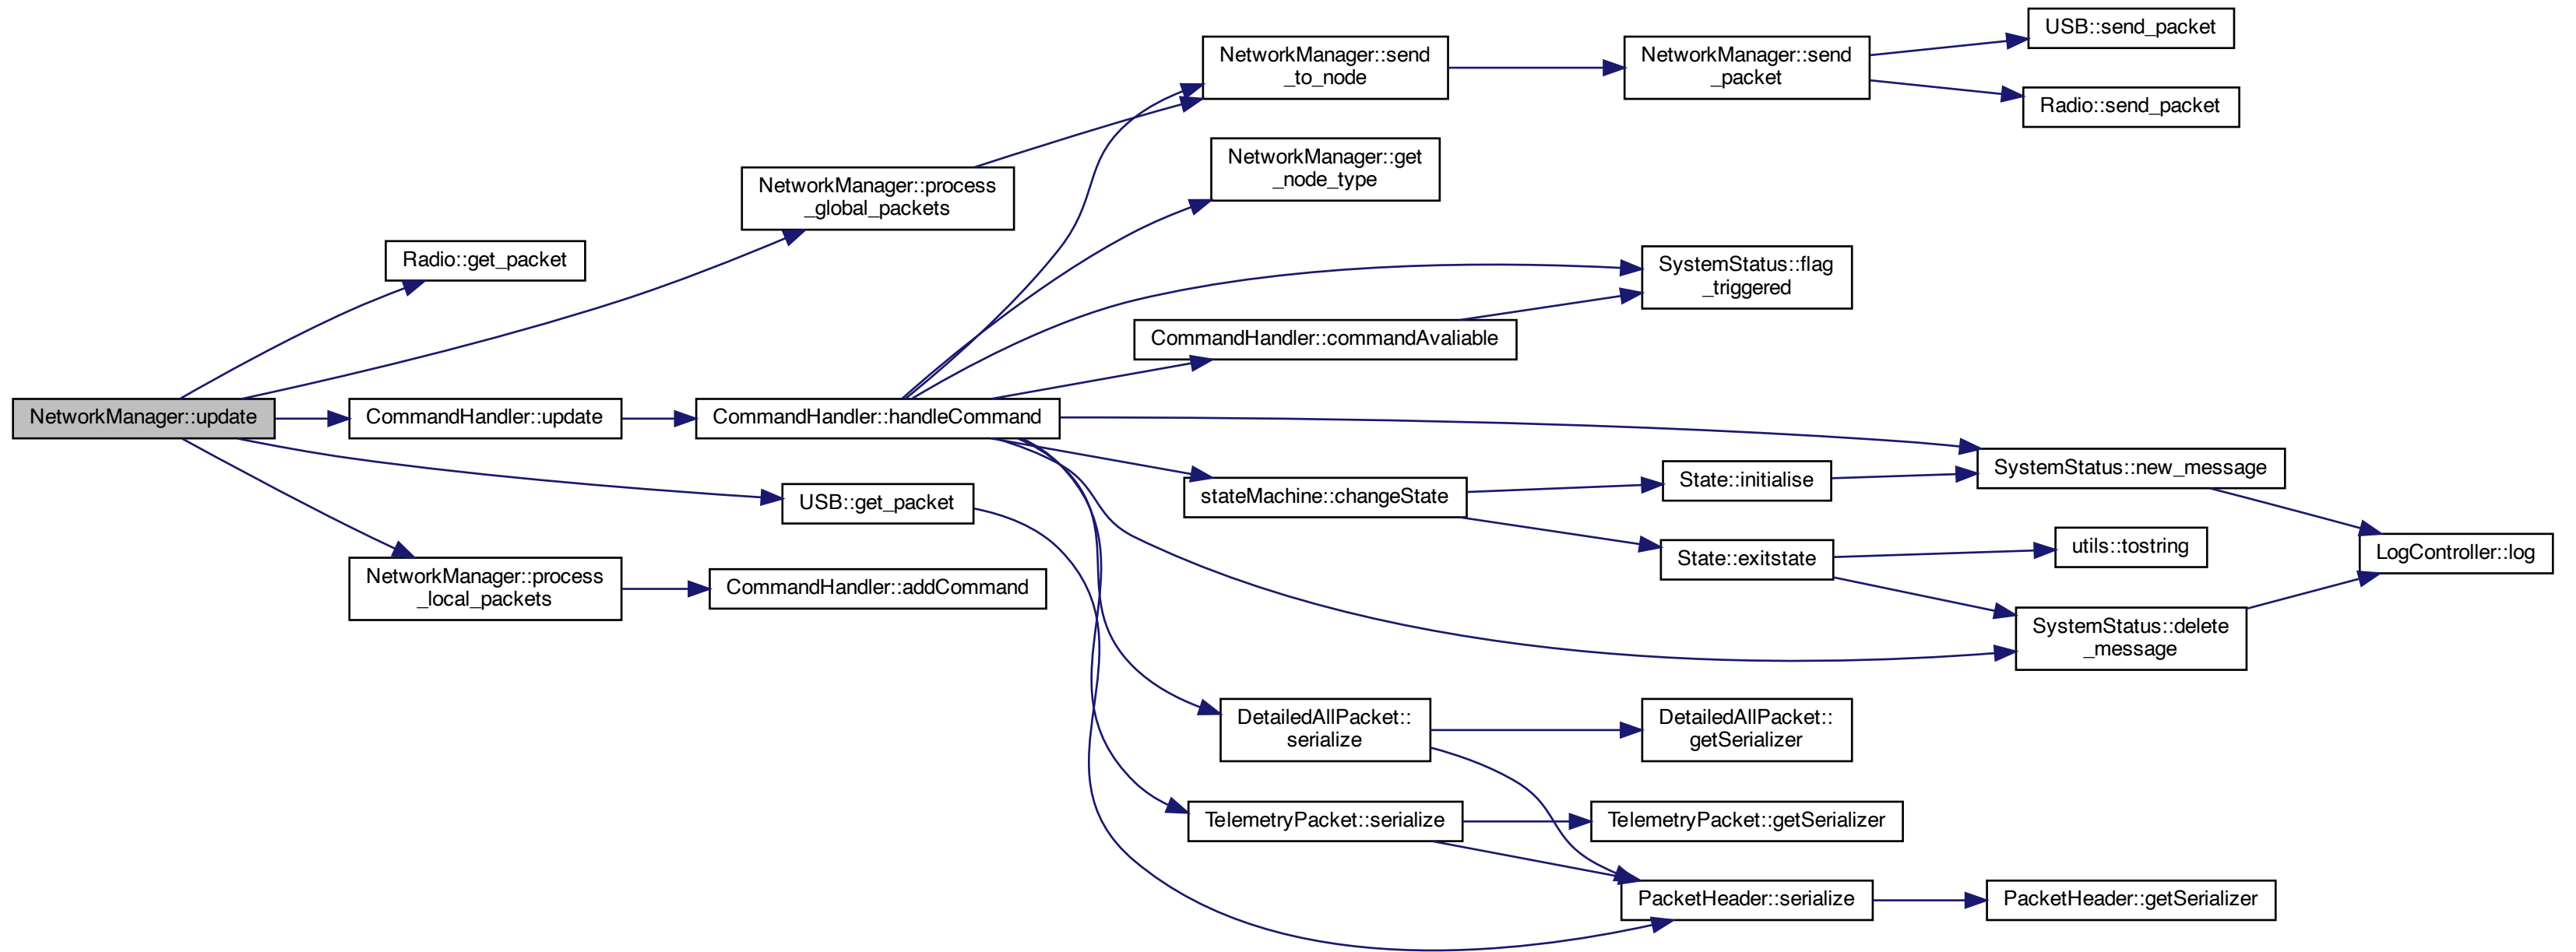 USB::send_packet
NetworkManager::send
_to_node
NetworkManager::send
_packet
Radio::send_packet
NetworkManager::get
_node_type
NetworkManager::process
_global_packets
Radio::get_packet
SystemStatus::flag
_triggered
CommandHandler::commandAvaliable
NetworkManager::update
CommandHandler::update
CommandHandler::handleCommand
SystemStatus::new_message
State::initialise
stateMachine::changeState
USB::get_packet
utils::tostring
LogController::log
State::exitstate
NetworkManager::process
_local_packets
CommandHandler::addCommand
SystemStatus::delete
_message
DetailedAllPacket::
serialize
DetailedAllPacket::
getSerializer
TelemetryPacket::serialize
TelemetryPacket::getSerializer
PacketHeader::serialize
PacketHeader::getSerializer